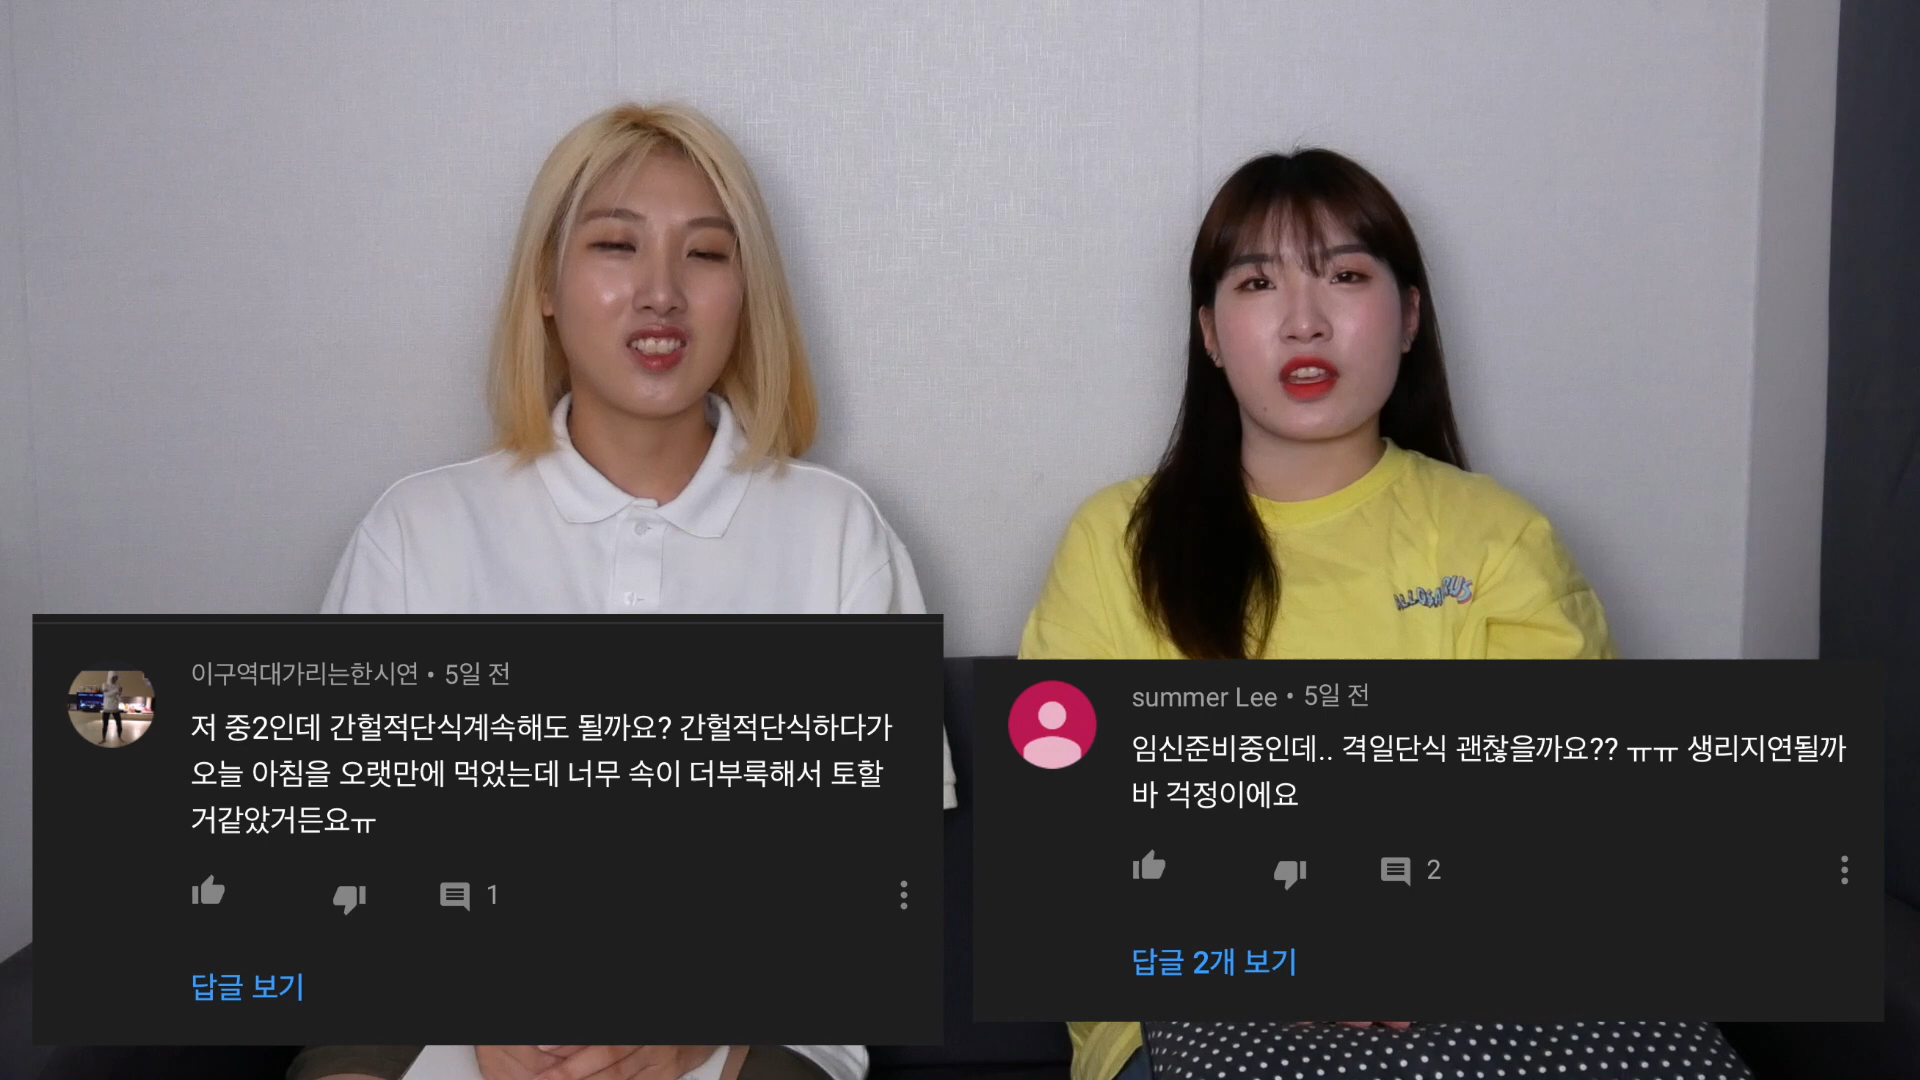 이구역대가리는한시연 • 5일 전
저 중2인데 간헐적단식계속해도 될까요? 간헐적단식하다가
오늘 아침을 오랫만에 먹었는데 너무 속이 더부룩해서 토할
거같았거든요ㅠ
1
답글 보기
summer Lee • 5일 전
임신준비중인데.. 격일단식 괜찮을까요?? ㅠㅠ 생리지연될까
바 걱정이에요
2
답글 2개 보기
ALLOSAURUS